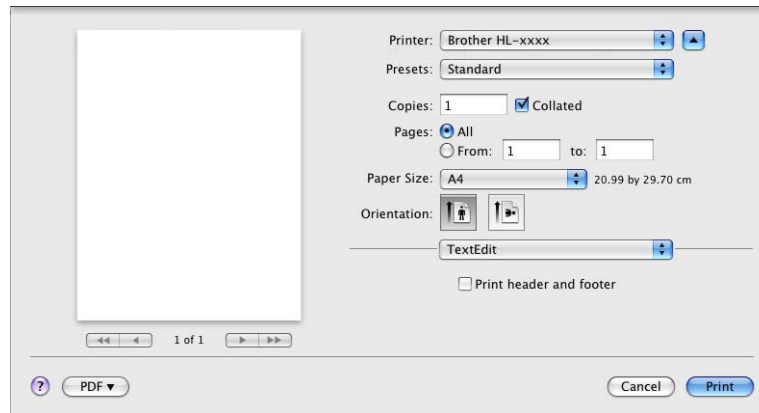 Printer: Brother HL-xxxx
Presets: Standard
Copies: 1 Collated
Pages: All
From: 1 to: 1
Paper Size: A4 20.99 by 29.70 cm
Orientation:
TextEdit
Print header and footer
1 of 1
? PDF▼ Cancel Print